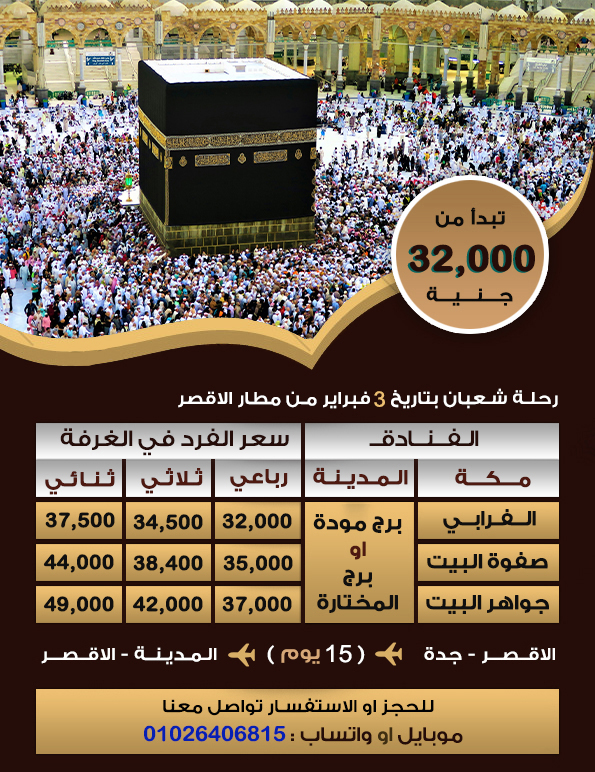 تبدأ من
32,000
جنية
رحلة شعبان بتاريخ 3 فبراير من مطار الاقصر
الفنادق سعر الفرد في الغرفة
مكة المدينة رباعي ثلاثي ثنائي
الفرابي برج مودة او برج المختارة 32,000 34,500 37,500
صفوة البيت 35,000 38,400 44,000
جواهر البيت 37,000 42,000 49,000
الاقصر - جدة ( 15 يوم ) المدينة - الاقصر
للحجز او الاستفسار تواصل معنا
موبايل او واتساب : 01026406815